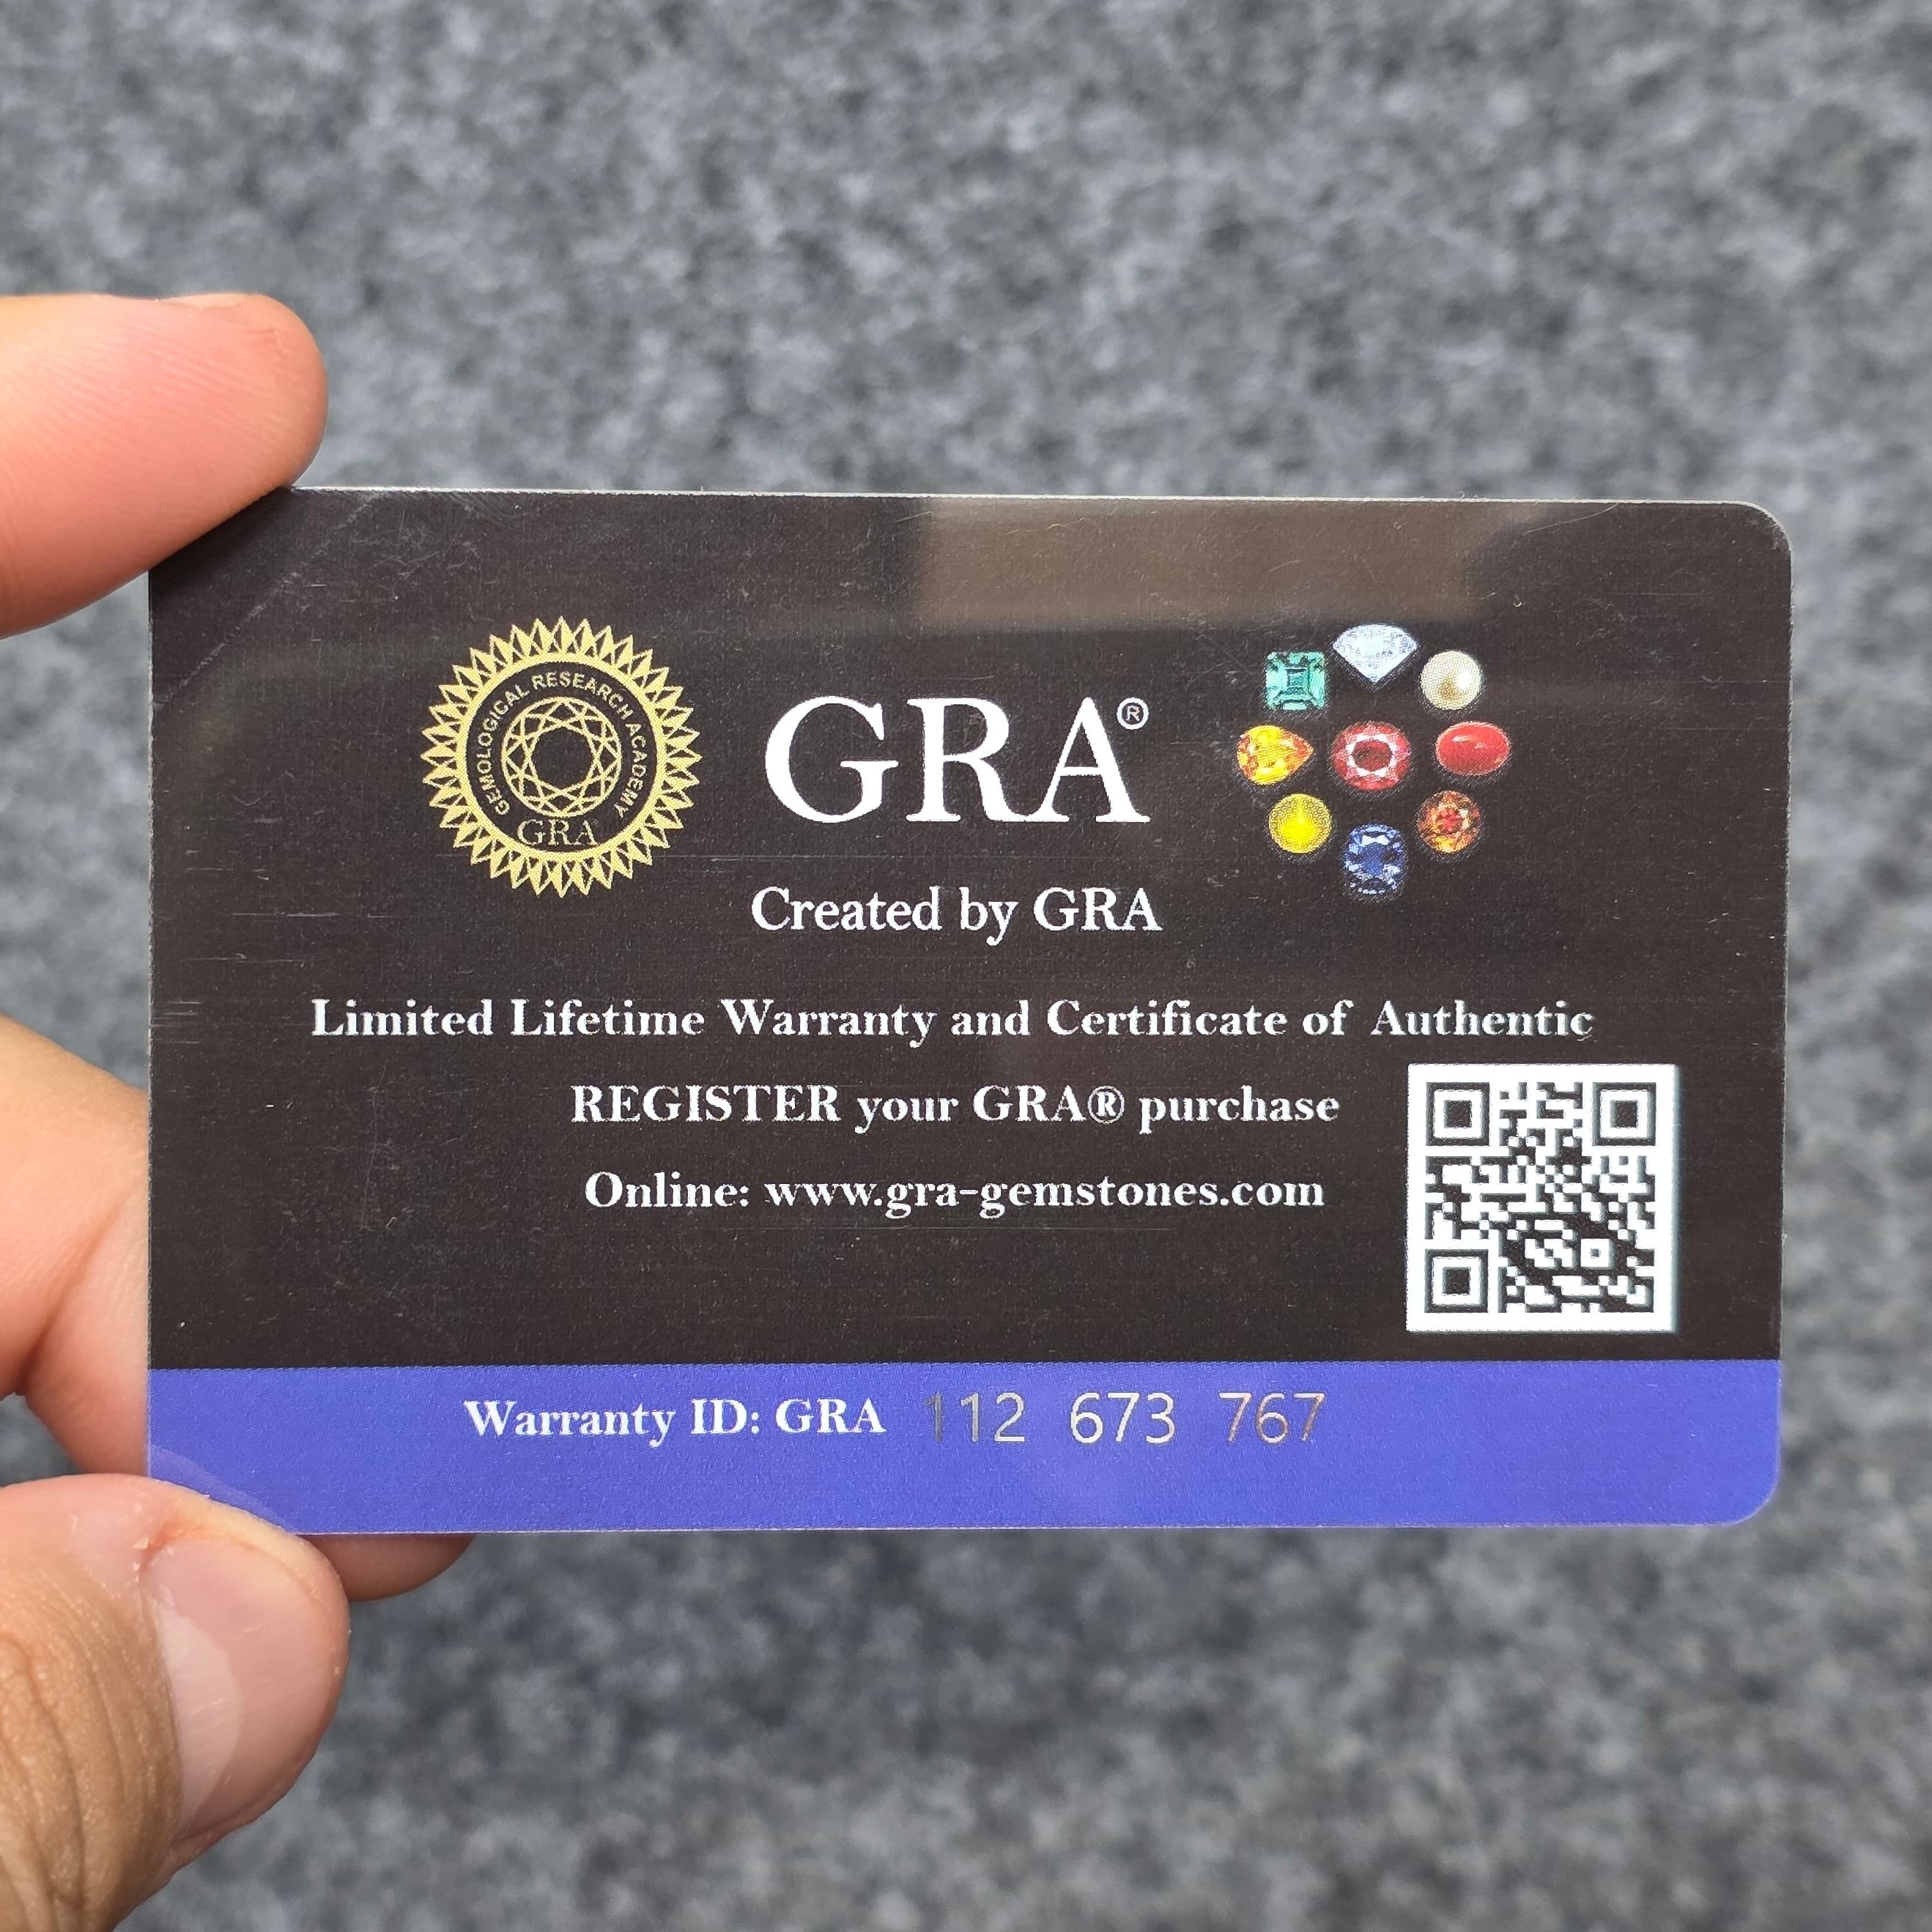 GEMOLOGICAL RESEARCH ACADEMY
GRA
GRA®
Created by GRA
Limited Lifetime Warranty and Certificate of Authentic
REGISTER your GRA® purchase
Online: www.gra-gemstones.com
Warranty ID: GRA 112 673 767